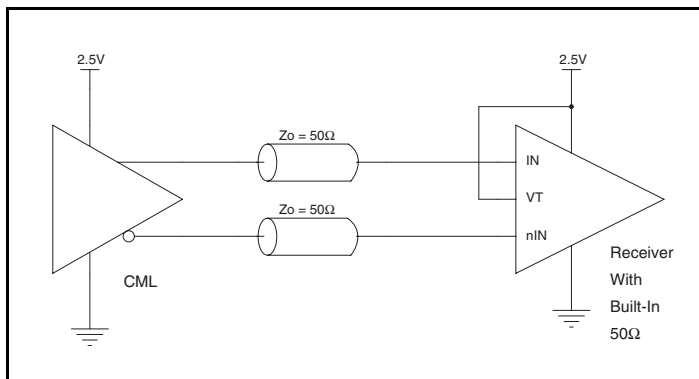 2.5V
2.5V
Zo = 50Ω
IN
VT
Zo = 50Ω
nIN
CML
Receiver
With
Built-In
50Ω